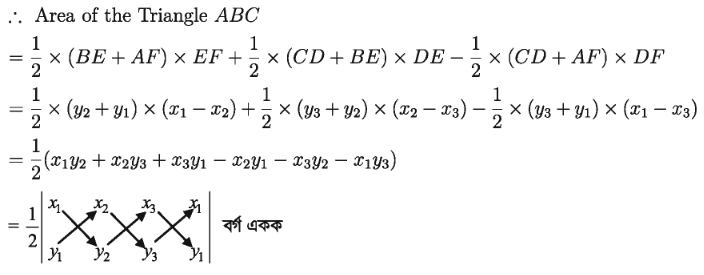 ∴ Area of the Triangle ABC
= 1/2 × (BE + AF) × EF + 1/2 × (CD + BE) × DE − 1/2 × (CD + AF) × DF
= 1/2 × (y₂ + y₁) × (x₁ − x₂) + 1/2 × (y₃ + y₂) × (x₂ − x₃) − 1/2 × (y₃ + y₁) × (x₁ − x₃)
= 1/2(x₁y₂ + x₂y₃ + x₃y₁ − x₂y₁ − x₃y₂ − x₁y₃)
= 1/2 | x₁ x₂ x₃ x₁ | বর্গ একক
y₁ y₂ y₃ y₁